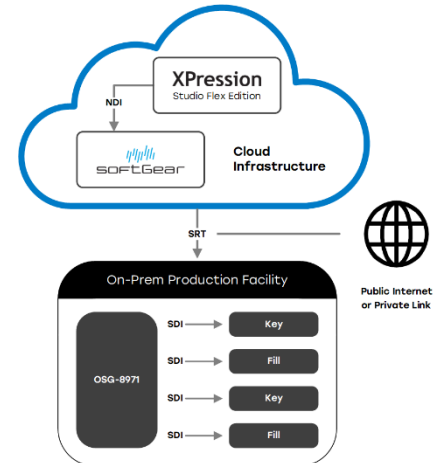 XPression
Studio Flex Edition
NDI
softGear
Cloud
Infrastructure
SRT
Public Internet
or Private Link
On-Prem Production Facility
OSG-8971
SDI
Key
SDI
Fill
SDI
Key
SDI
Fill